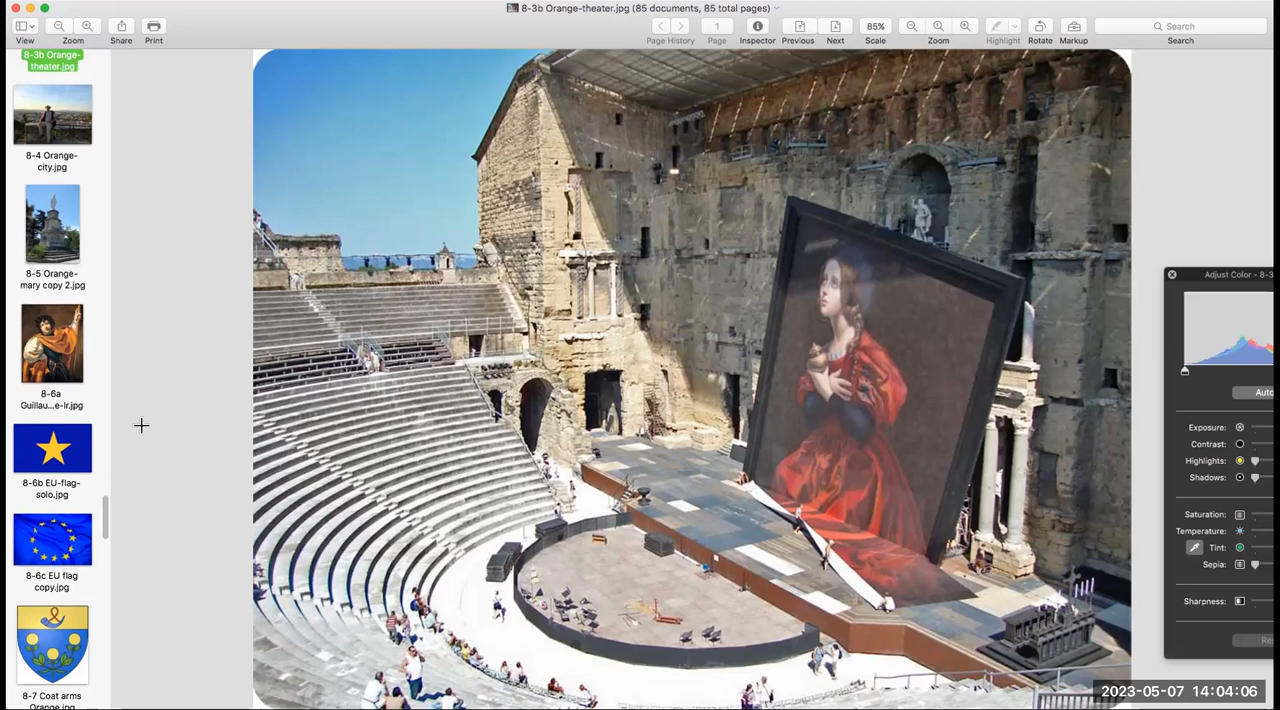 8-3b Orange-theater.jpg (85 documents, 85 total pages)
View
Zoom
Share
Print
Page History
1
Page
Inspector
Previous
Next
85%
Scale
Zoom
Highlight
Rotate
Markup
Search
Search
8-3b Orange-
theater.jpg
8-4 Orange-
city.jpg
8-5 Orange-
mary copy 2.jpg
8-6a
Guillau...e-lr.jpg
8-6b EU-flag-
solo.jpg
8-6c EU flag
copy.jpg
8-7 Coat arms
Orange.jpg
Adjust Color - 8-3
Auto
Exposure:
Contrast:
Highlights:
Shadows:
Saturation:
Temperature:
Tint:
Sepia:
Sharpness:
Re
2023-05-07 14:04:06